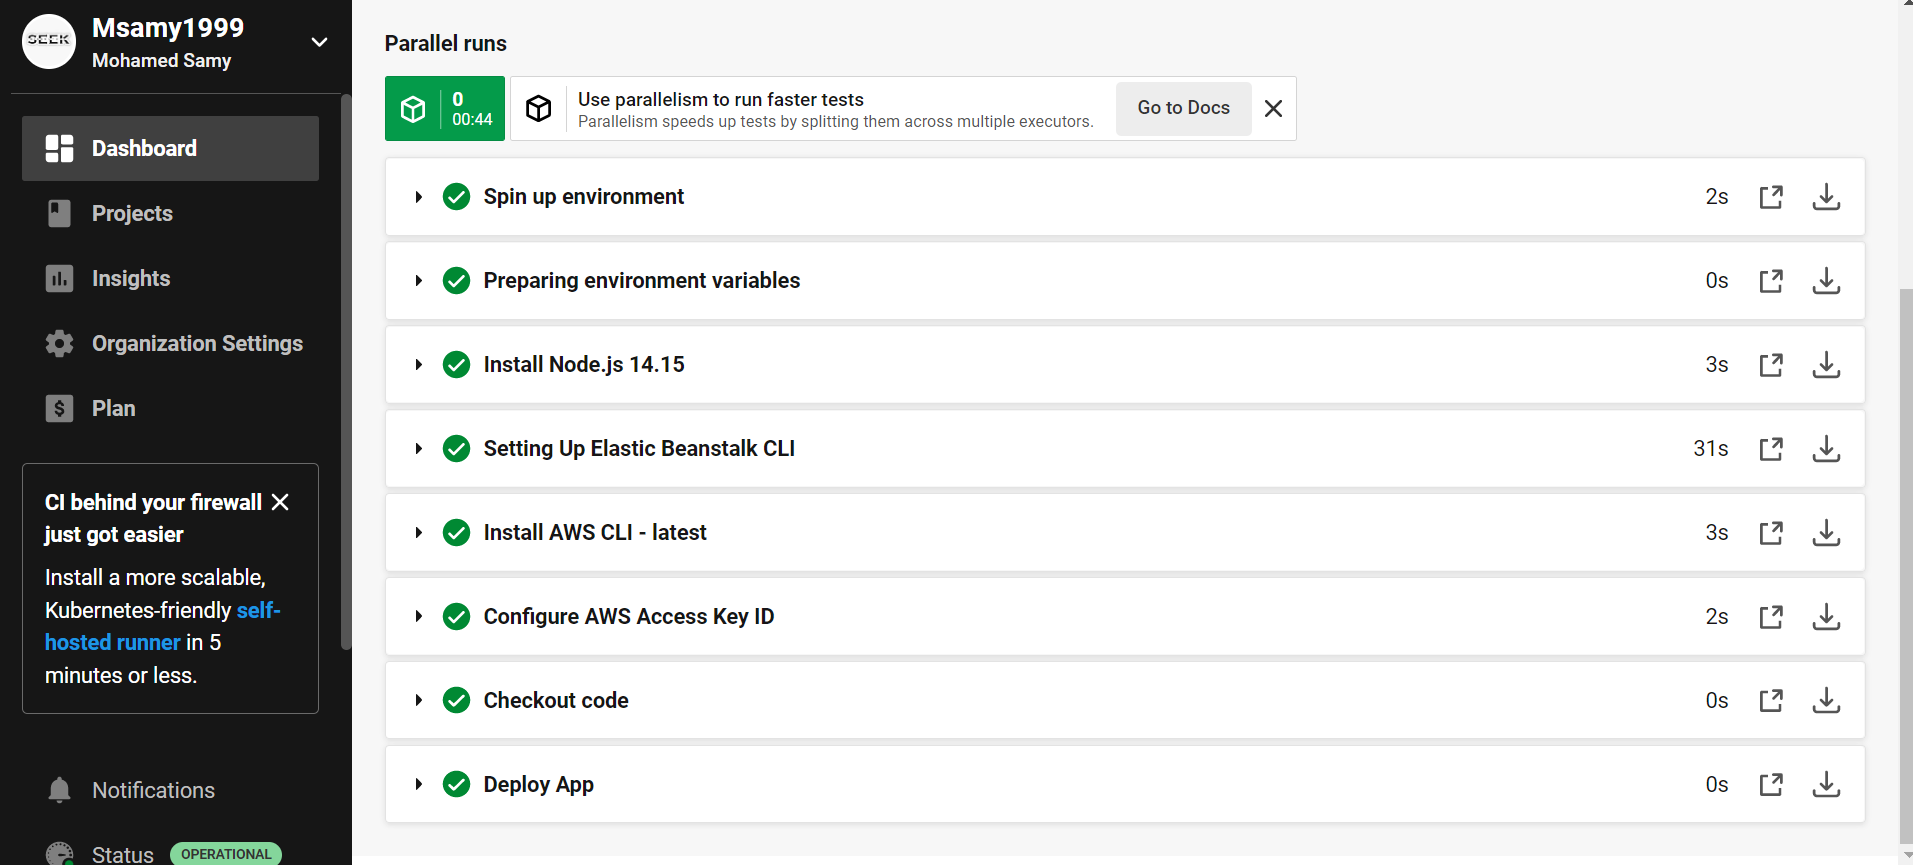 SEEK
Msamy1999
Mohamed Samy
Dashboard
Projects
Insights
Organization Settings
Plan
CI behind your firewall
just got easier
Install a more scalable,
Kubernetes-friendly self-
hosted runner in 5
minutes or less.
Notifications
Status OPERATIONAL
Parallel runs
0
00:44
Use parallelism to run faster tests
Parallelism speeds up tests by splitting them across multiple executors.
Go to Docs
Spin up environment 2s
Preparing environment variables 0s
Install Node.js 14.15 3s
Setting Up Elastic Beanstalk CLI 31s
Install AWS CLI - latest 3s
Configure AWS Access Key ID 2s
Checkout code 0s
Deploy App 0s